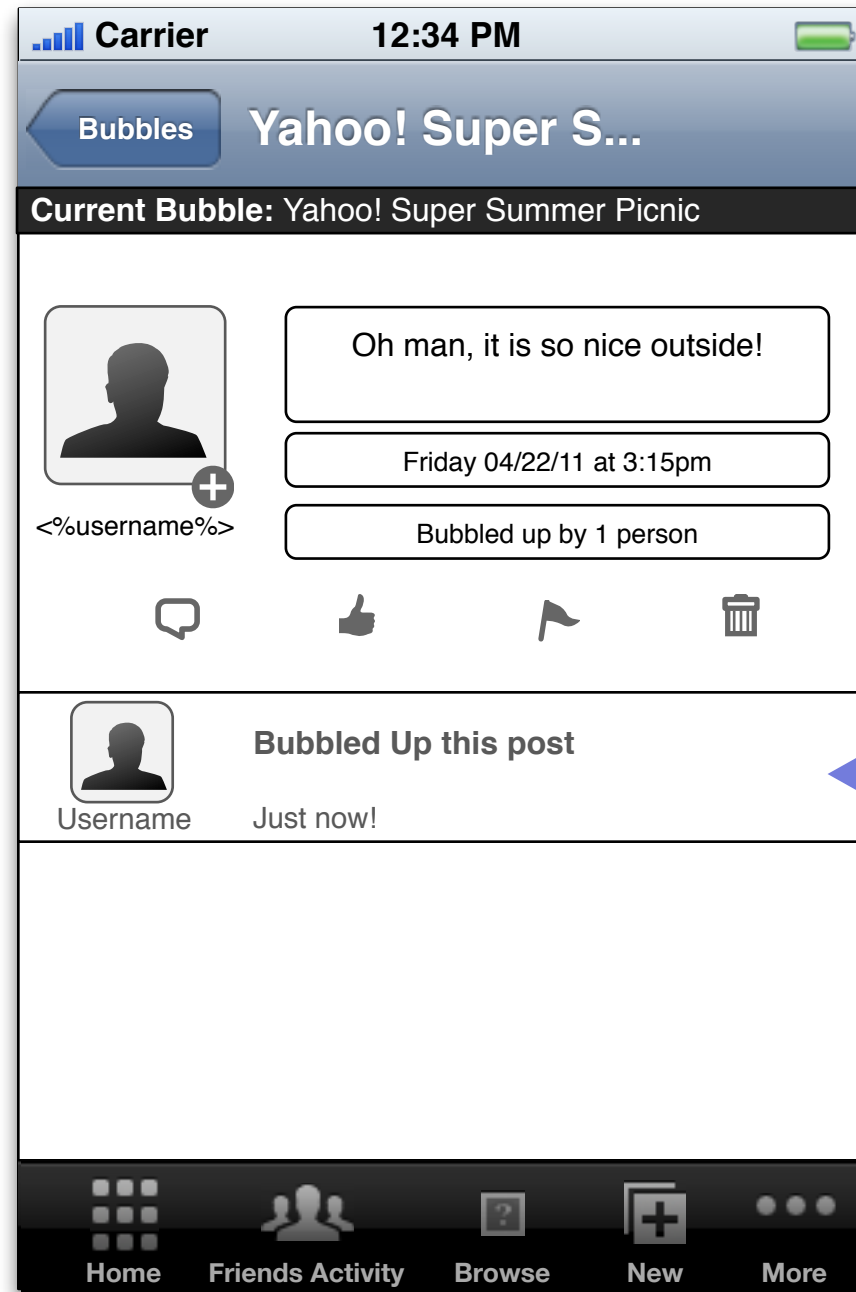 Carrier 12:34 PM
Bubbles Yahoo! Super S...
Current Bubble: Yahoo! Super Summer Picnic
Oh man, it is so nice outside!
Friday 04/22/11 at 3:15pm
<%username%>
Bubbled up by 1 person
Bubbled Up this post
Username Just now!
?
Home Friends Activity Browse New More